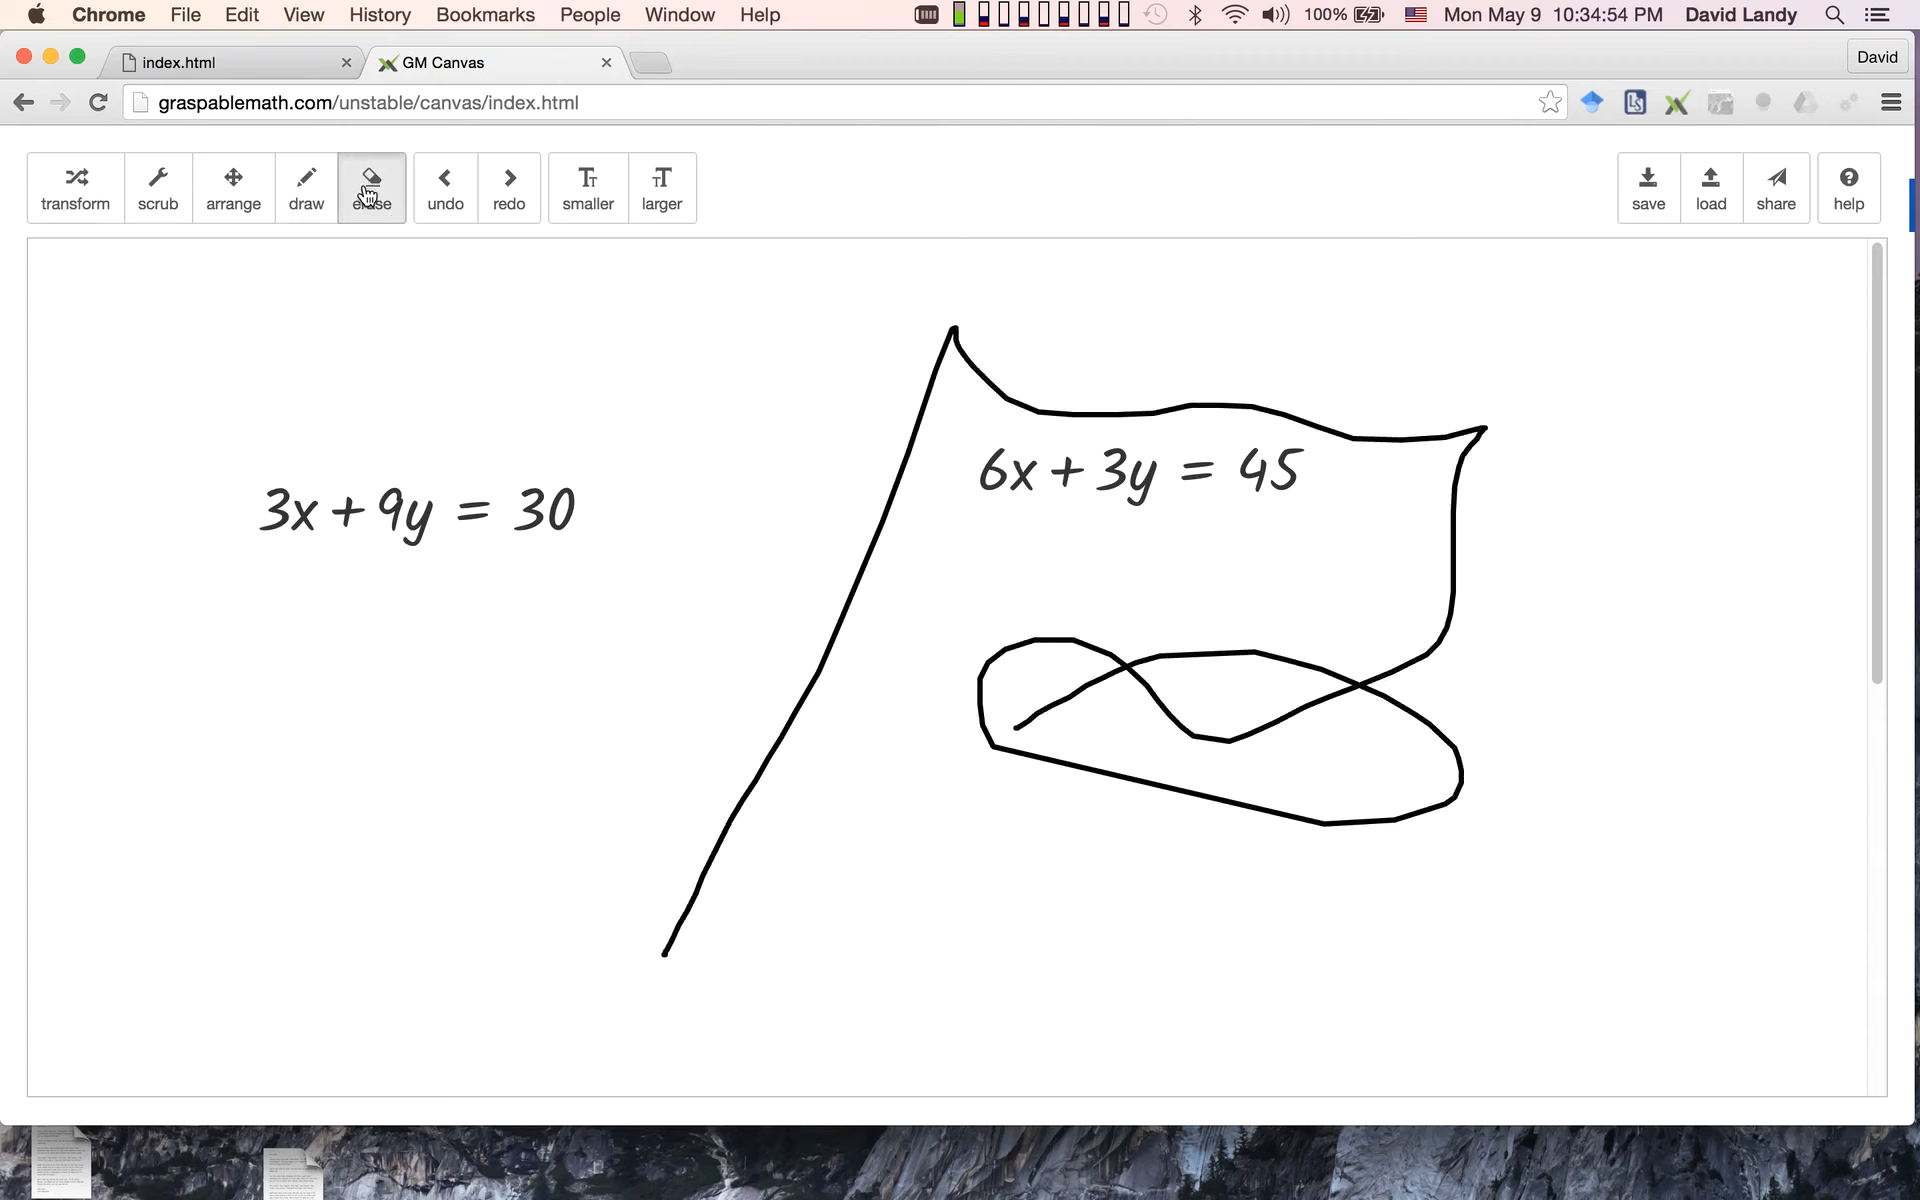 Chrome File Edit View History Bookmarks People Window Help 100% Mon May 9 10:34:54 PM David Landy
index.html GM Canvas David
graspablemath.com/unstable/canvas/index.html
transform scrub arrange draw erase undo redo smaller larger save load share help
6x + 3y = 45
3x + 9y = 30